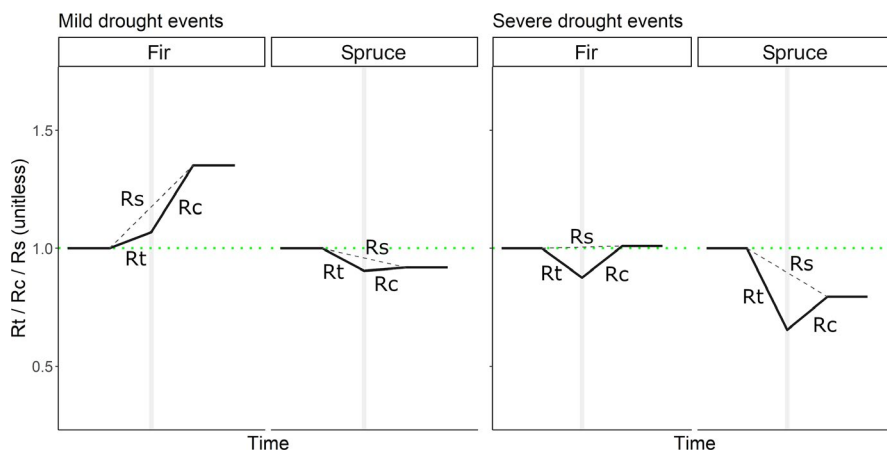 Mild drought events
Severe drought events
Fir
Spruce
Fir
Spruce
Rt / Rc / Rs (unitless)
1.5
1.0
0.5
Rs
Rc
Rt
Rs
Rc
Rs
Rt
Rc
Rs
Rt
Rc
Time
Time